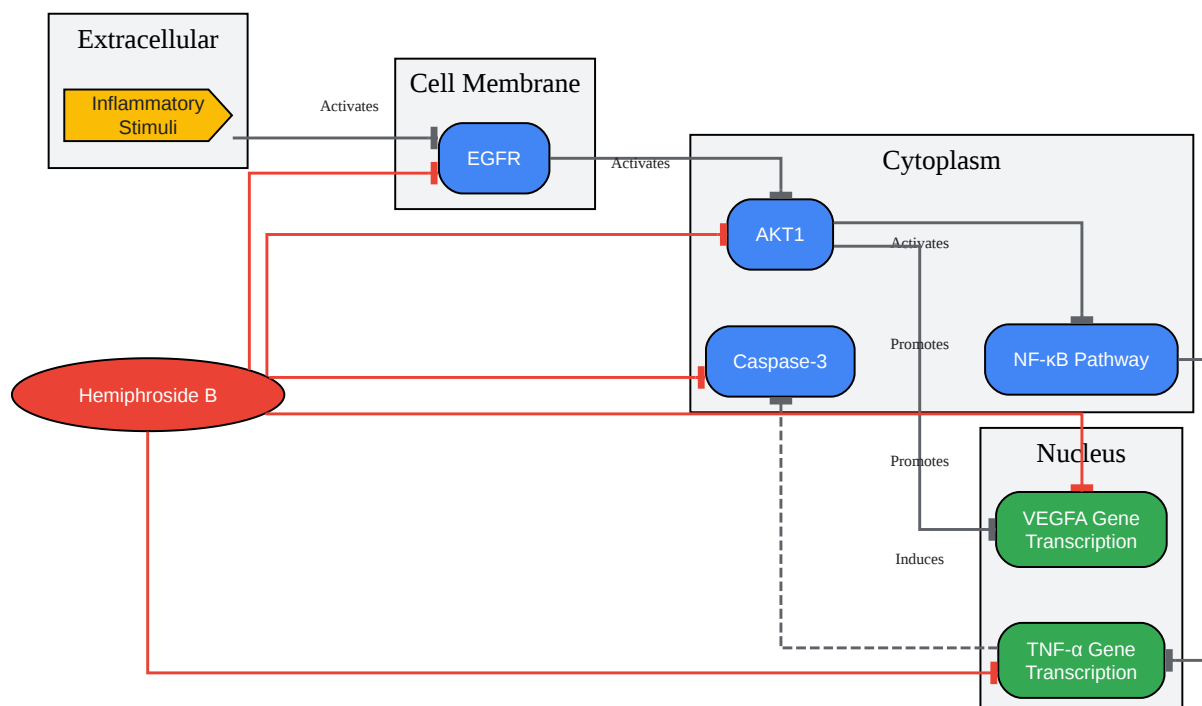 Extracellular
Inflammatory
Stimuli
Activates
Cell Membrane
EGFR
Activates
Cytoplasm
AKT1
Activates
Promotes
Caspase-3
NF-κB Pathway
Hemiphroside B
Promotes
Nucleus
VEGFA Gene
Transcription
Induces
TNF-α Gene
Transcription